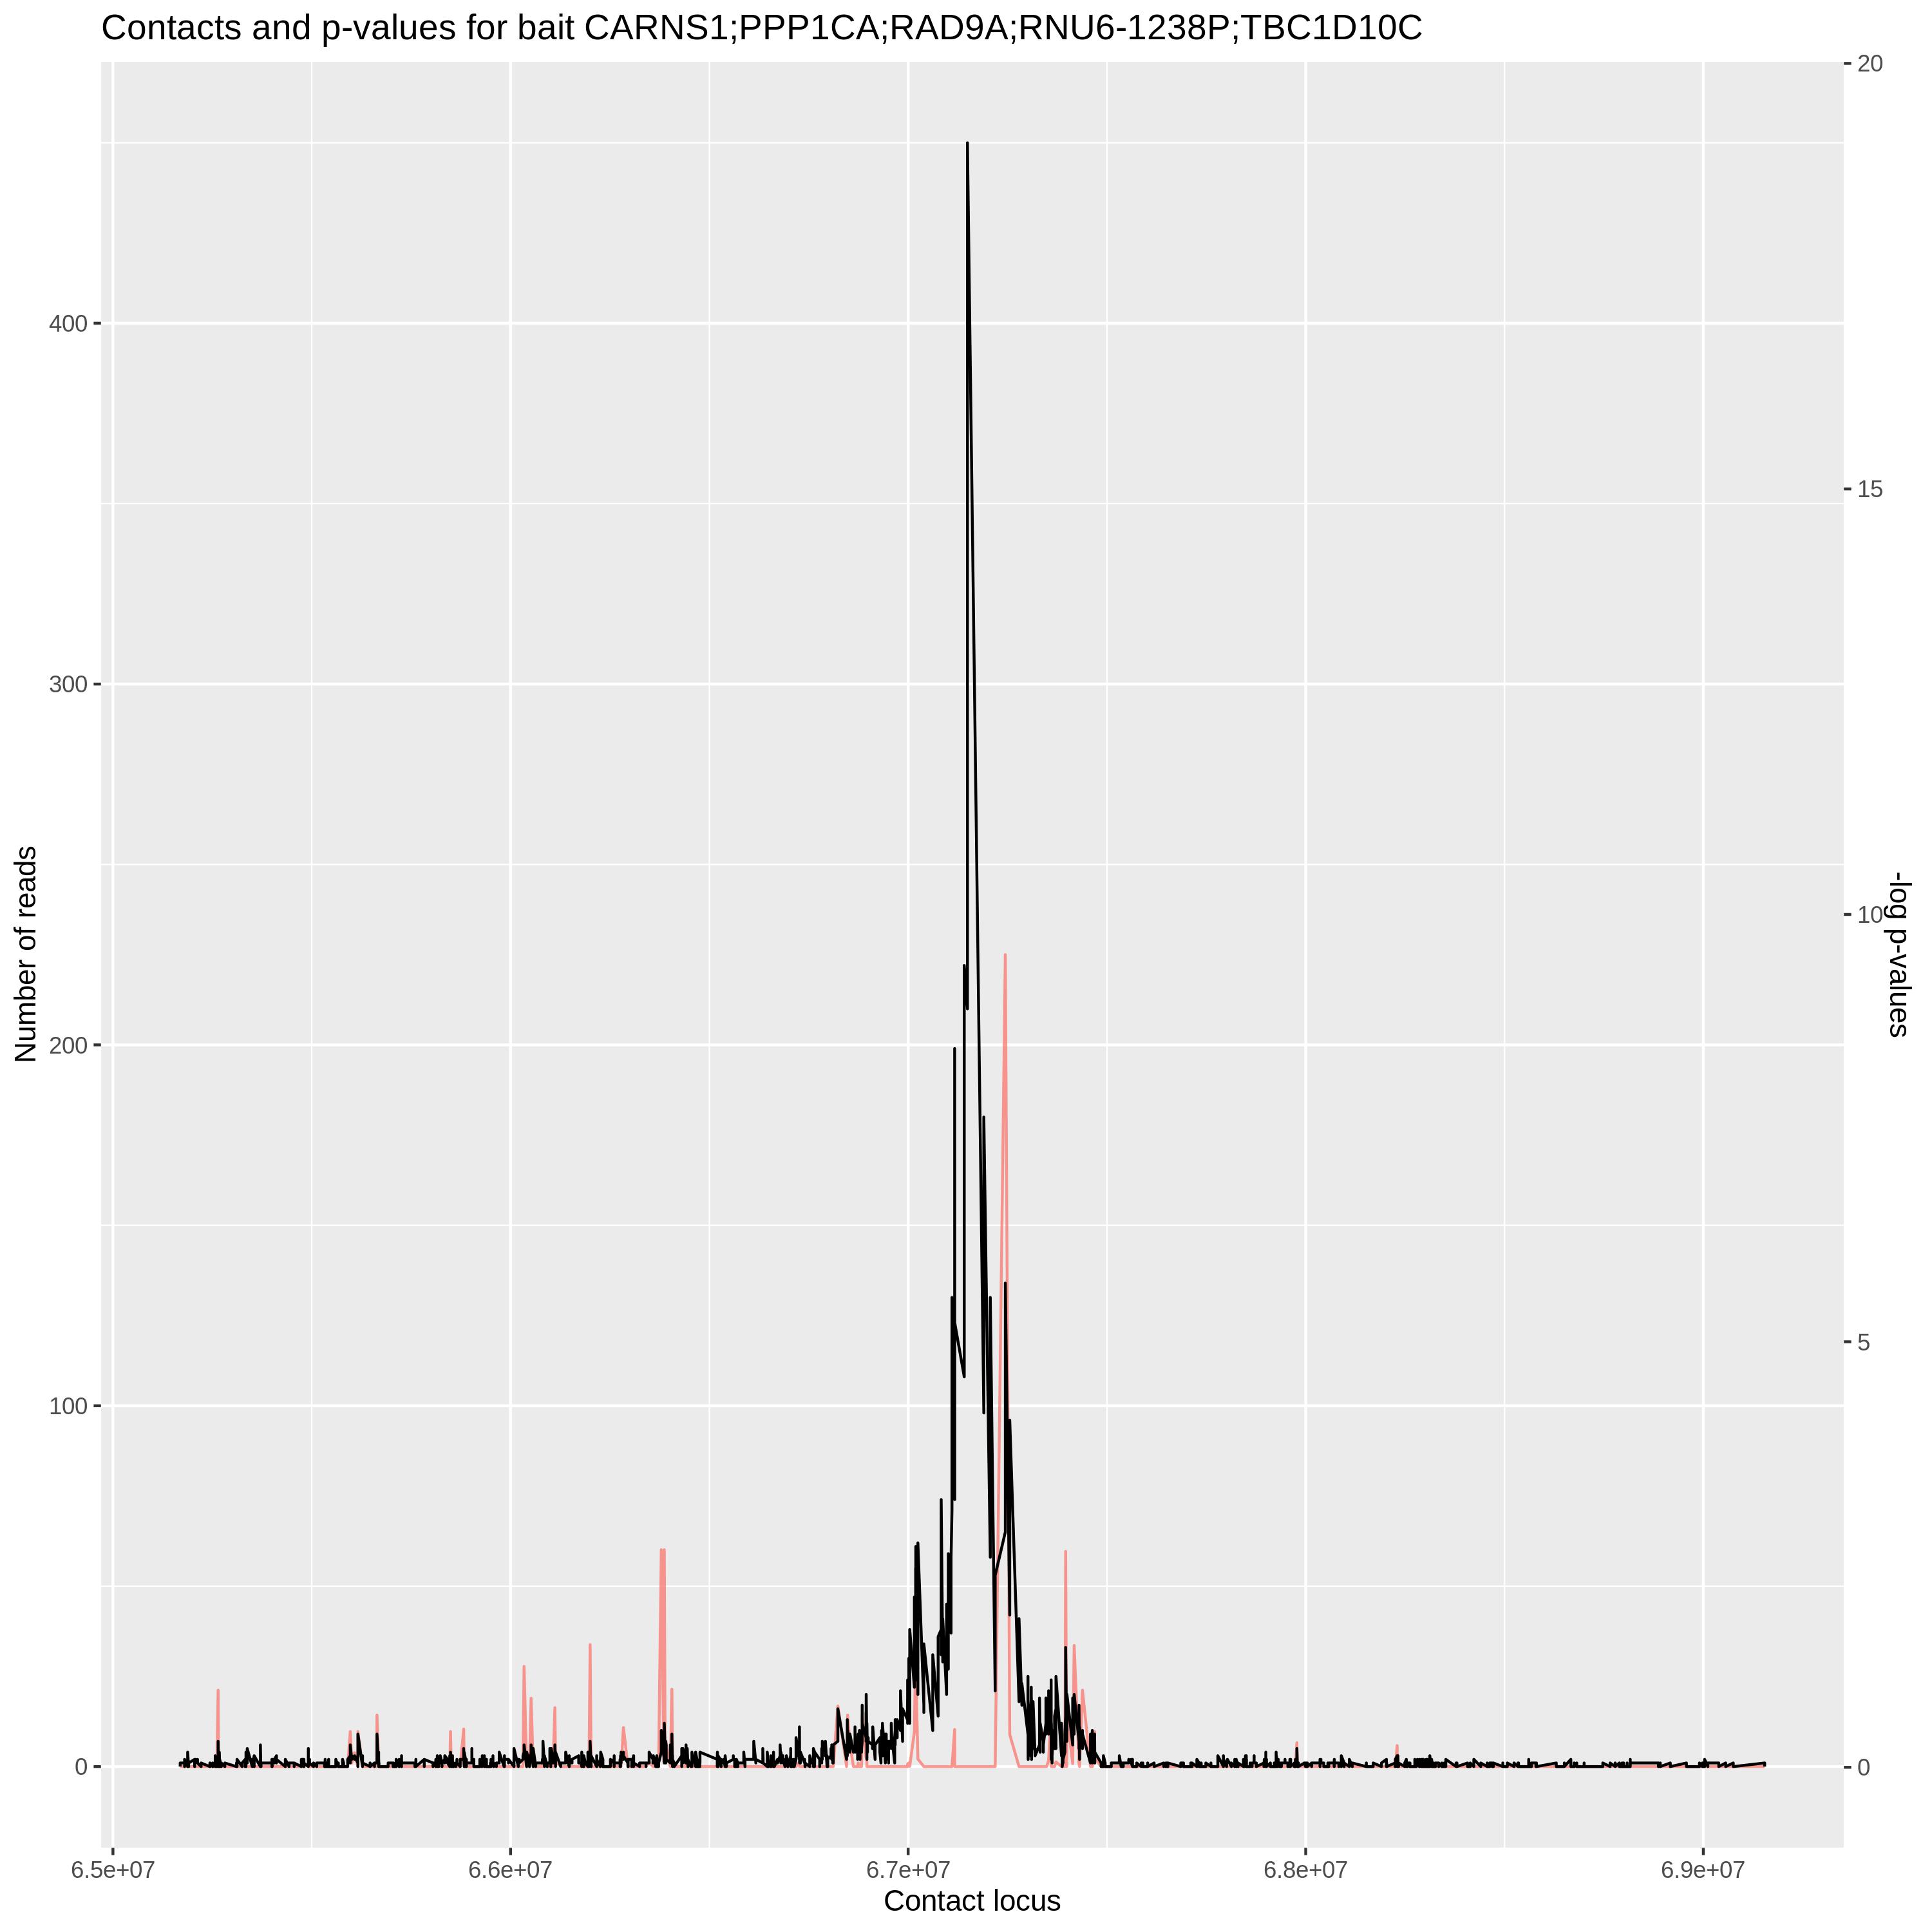 Contacts and p-values for bait CARNS1;PPP1CA;RAD9A;RNU6-1238P;TBC1D10C
20
400
15
300
Number of reads
-log p-values
10
200
5
100
0
0
6.5e+07 6.6e+07 6.7e+07 6.8e+07 6.9e+07
Contact locus